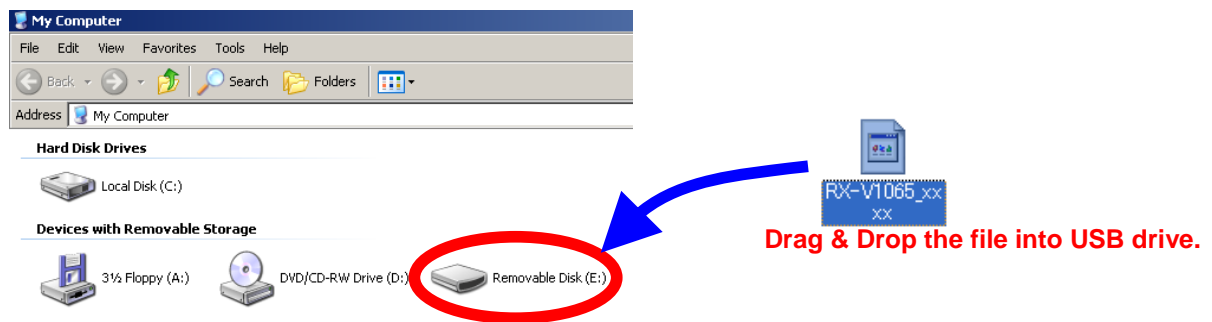 My Computer
File Edit View Favorites Tools Help
Back Search Folders
Address My Computer
Hard Disk Drives
Local Disk (C:)
Devices with Removable Storage
3½ Floppy (A:) DVD/CD-RW Drive (D:) Removable Disk (E:)
RX-V1065_xx
xx
Drag & Drop the file into USB drive.